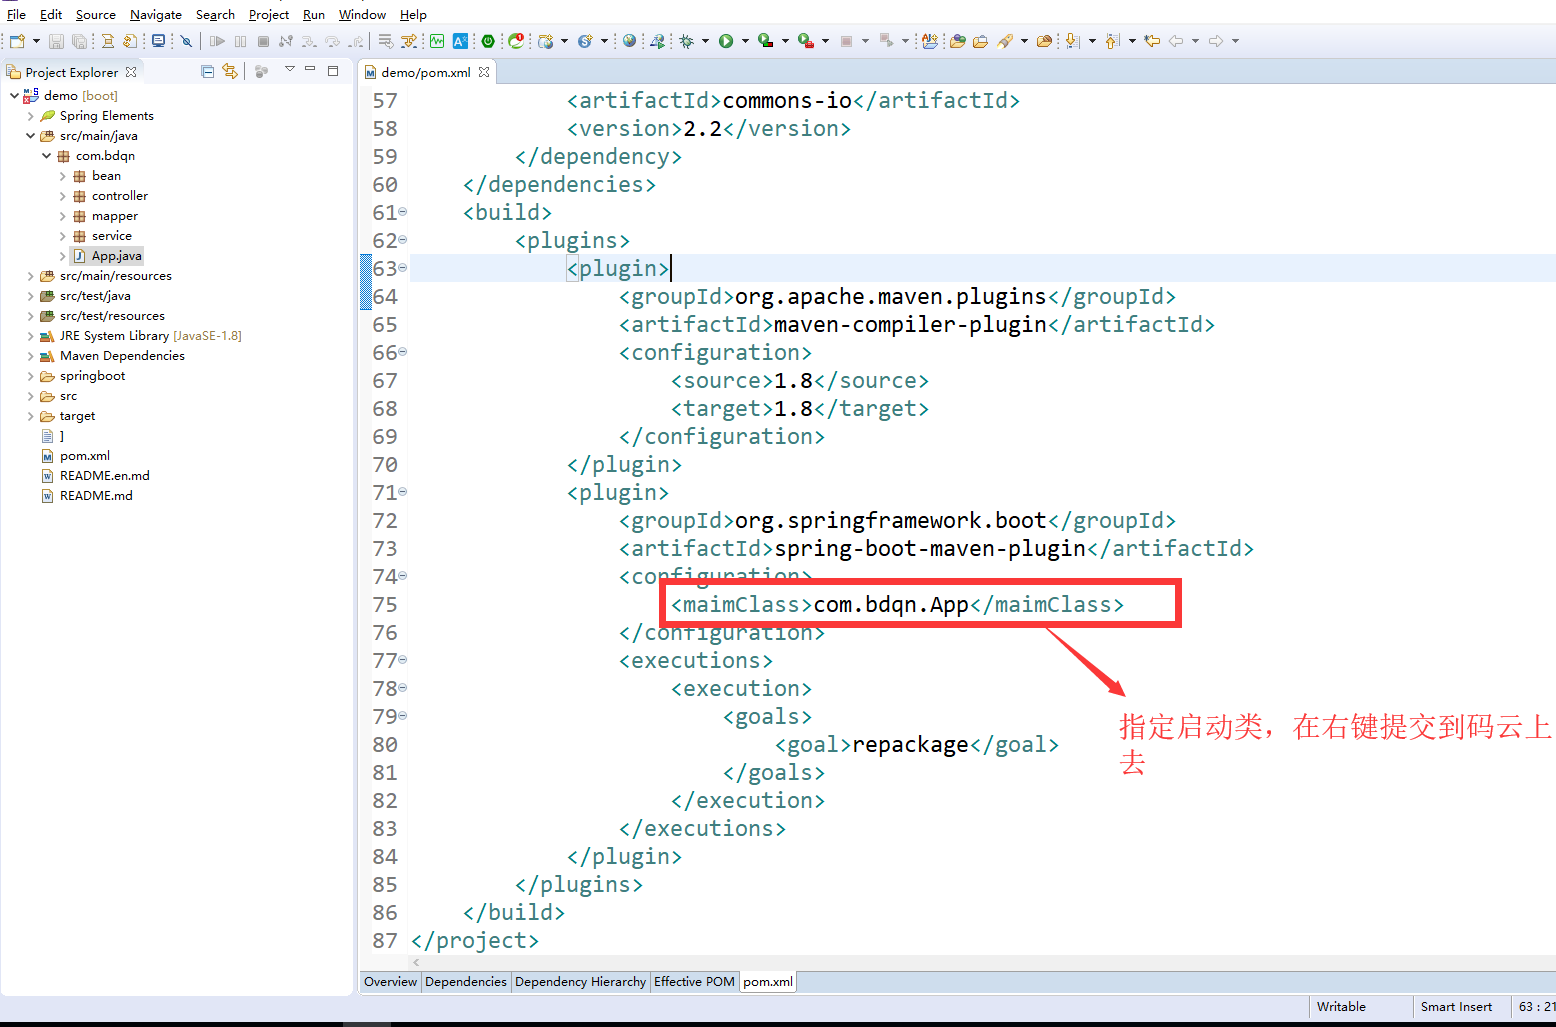 File Edit Source Navigate Search Project Run Window Help
Project Explorer
demo [boot]
Spring Elements
src/main/java
com.bdqn
bean
controller
mapper
service
App.java
src/main/resources
src/test/java
src/test/resources
JRE System Library [JavaSE-1.8]
Maven Dependencies
springboot
src
target
]
pom.xml
README.en.md
README.md
demo/pom.xml
57 <artifactId>commons-io</artifactId>
58 <version>2.2</version>
59 </dependency>
60 </dependencies>
61 <build>
62 <plugins>
63 <plugin>
64 <groupId>org.apache.maven.plugins</groupId>
65 <artifactId>maven-compiler-plugin</artifactId>
66 <configuration>
67 <source>1.8</source>
68 <target>1.8</target>
69 </configuration>
70 </plugin>
71 <plugin>
72 <groupId>org.springframework.boot</groupId>
73 <artifactId>spring-boot-maven-plugin</artifactId>
74 <configuration>
75 <maimClass>com.bdqn.App</maimClass>
76 </configuration>
77 <executions>
78 <execution>
79 <goals>
80 <goal>repackage</goal>
81 </goals>
82 </execution>
83 </executions>
84 </plugin>
85 </plugins>
86 </build>
87 </project>
指定启动类，在右键提交到码云上
去
Overview Dependencies Dependency Hierarchy Effective POM pom.xml
Writable Smart Insert 63 : 21